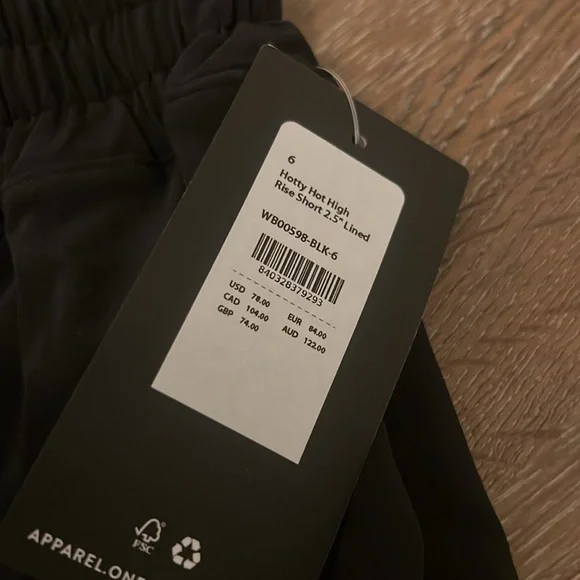 6
Hotty Hot High
Rise Short 2.5" Lined
WB00598-BLK-6
840328379293
USD 78.00 EUR 84.00
CAD 104.00 AUD 122.00
GBP 74.00
FSC
APPAREL.ONE